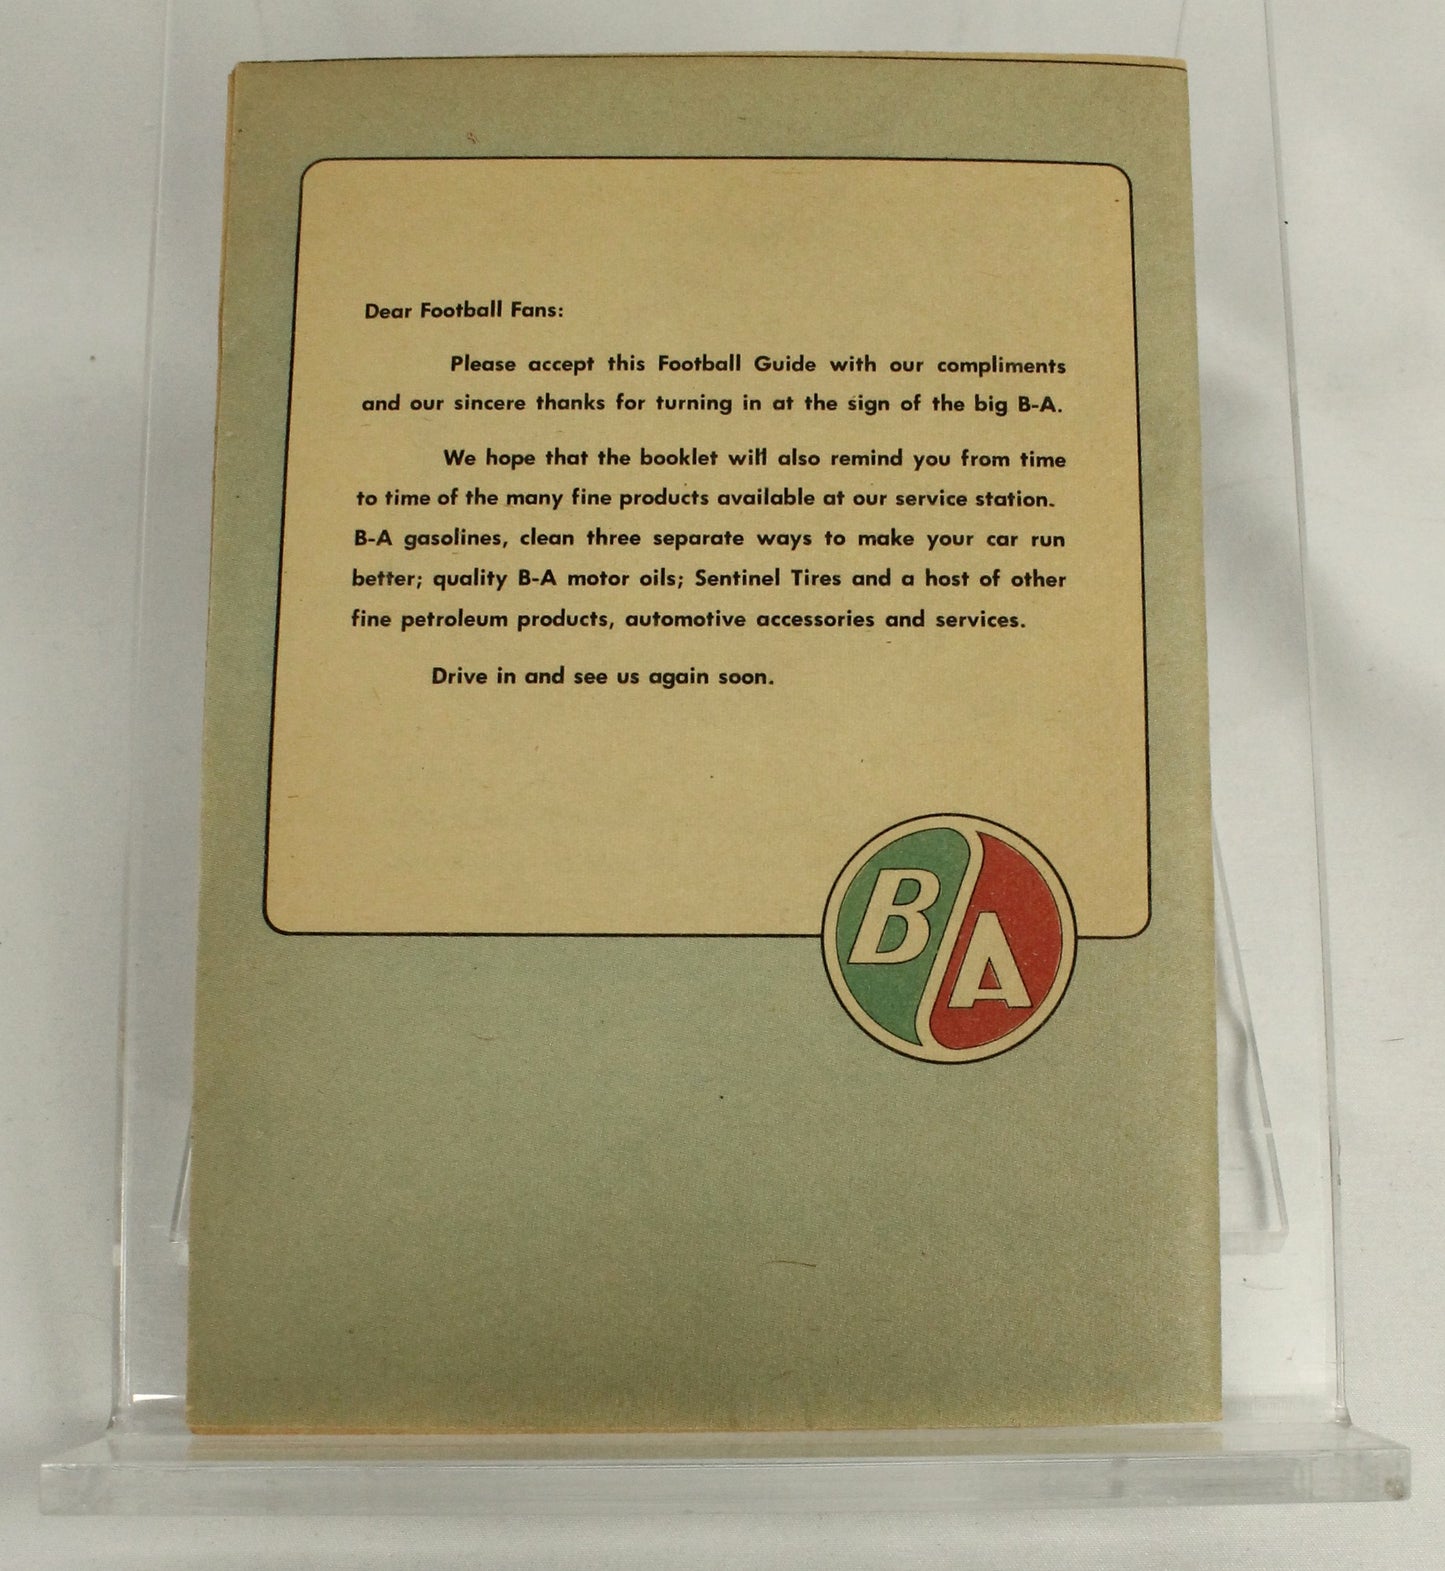 Dear Football Fans:
Please accept this Football Guide with our compliments
and our sincere thanks for turning in at the sign of the big B-A.
We hope that the booklet will also remind you from time
to time of the many fine products available at our service station.
B-A gasolines, clean three separate ways to make your car run
better; quality B-A motor oils; Sentinel Tires and a host of other
fine petroleum products, automotive accessories and services.
Drive in and see us again soon.
B A